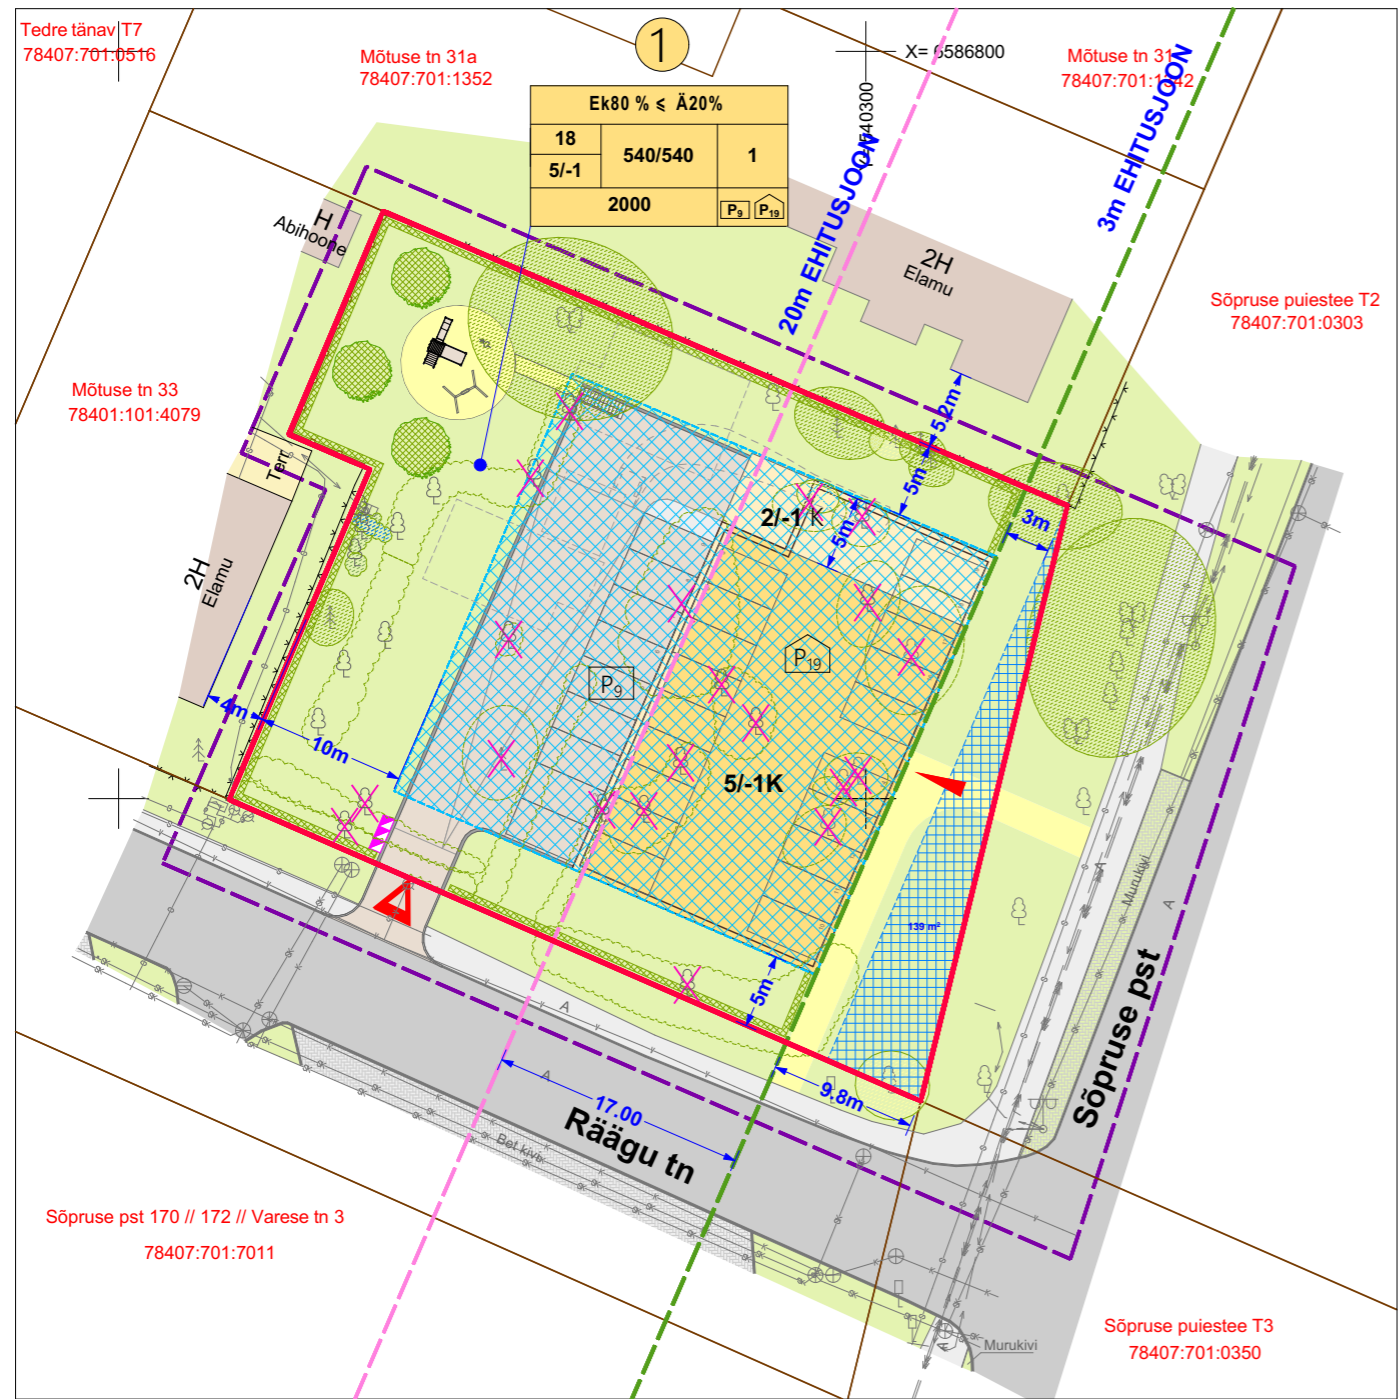 Tedre tänav T7
78407:701:0516
Mõtuse tn 31a
78407:701:1352
1
X= 6586800
Mõtuse tn 31
3m EHITUSJOON
20m EHITUSJOON
Ek80 % ≤ Ä20%
18
540/540
1
5/-1
2000
P9
P19
H
Abihoone
2H
Elamu
Sõpruse puiestee T2
78407:701:0303
Mõtuse tn 33
78401:101:4079
Terr
2H
Elamu
5,2m
5m
3m
2/-1 K
5m
P19
P9
4m
10m
5/-1K
139 m²
Murukivi
A
A
5m
9.8m
17.00
A
A
Räägu tn
Sõpruse pst
Bet kivi
Sõpruse pst 170 // 172 // Varese tn 3
78407:701:7011
Sõpruse puiestee T3
78407:701:0350
Murukivi